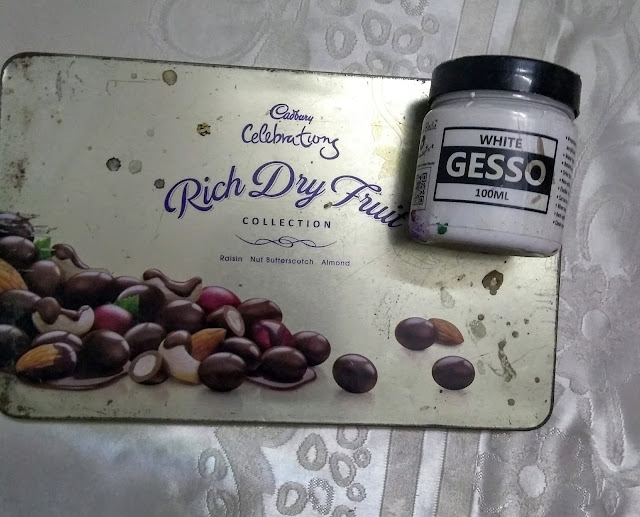 Cadbury
Celebrations
Rich Dry Fruit
COLLECTION
Raisin Nut Butterscotch Almond
WHITE
GESSO
100ML